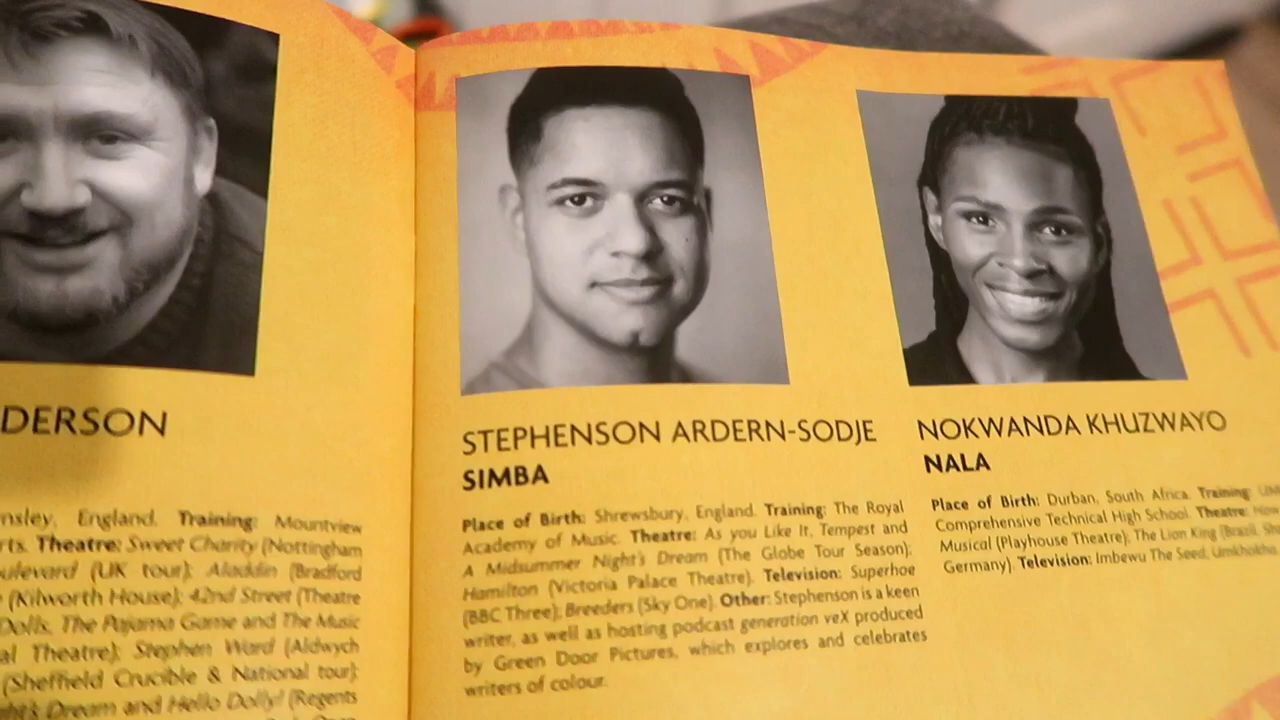 DERSON
nsley, England. Training: Mountview
rts. Theatre: Sweet Charity (Nottingham
ulevard (UK tour); Aladdin (Bradford
(Kilworth House); 42nd Street (Theatre
Dolls, The Pajama Game and The Music
al Theatre); Stephen Ward (Aldwych
(Sheffield Crucible & National tour);
ht's Dream and Hello Dolly! (Regents
STEPHENSON ARDERN-SODJE
SIMBA
Place of Birth: Shrewsbury, England. Training: The Royal
Academy of Music. Theatre: As you Like It, Tempest and
A Midsummer Night's Dream (The Globe Tour Season);
Hamilton (Victoria Palace Theatre). Television: Superhoe
(BBC Three); Breeders (Sky One). Other: Stephenson is a keen
writer, as well as hosting podcast generation veX produced
by Green Door Pictures, which explores and celebrates
writers of colour.
NOKWANDA KHUZWAYO
NALA
Place of Birth: Durban, South Africa. Training:
Comprehensive Technical High School. Theatre:
Musical (Playhouse Theatre); The Lion King (Brazil,
Germany). Television: Imbewu The Seed, Umkhokha